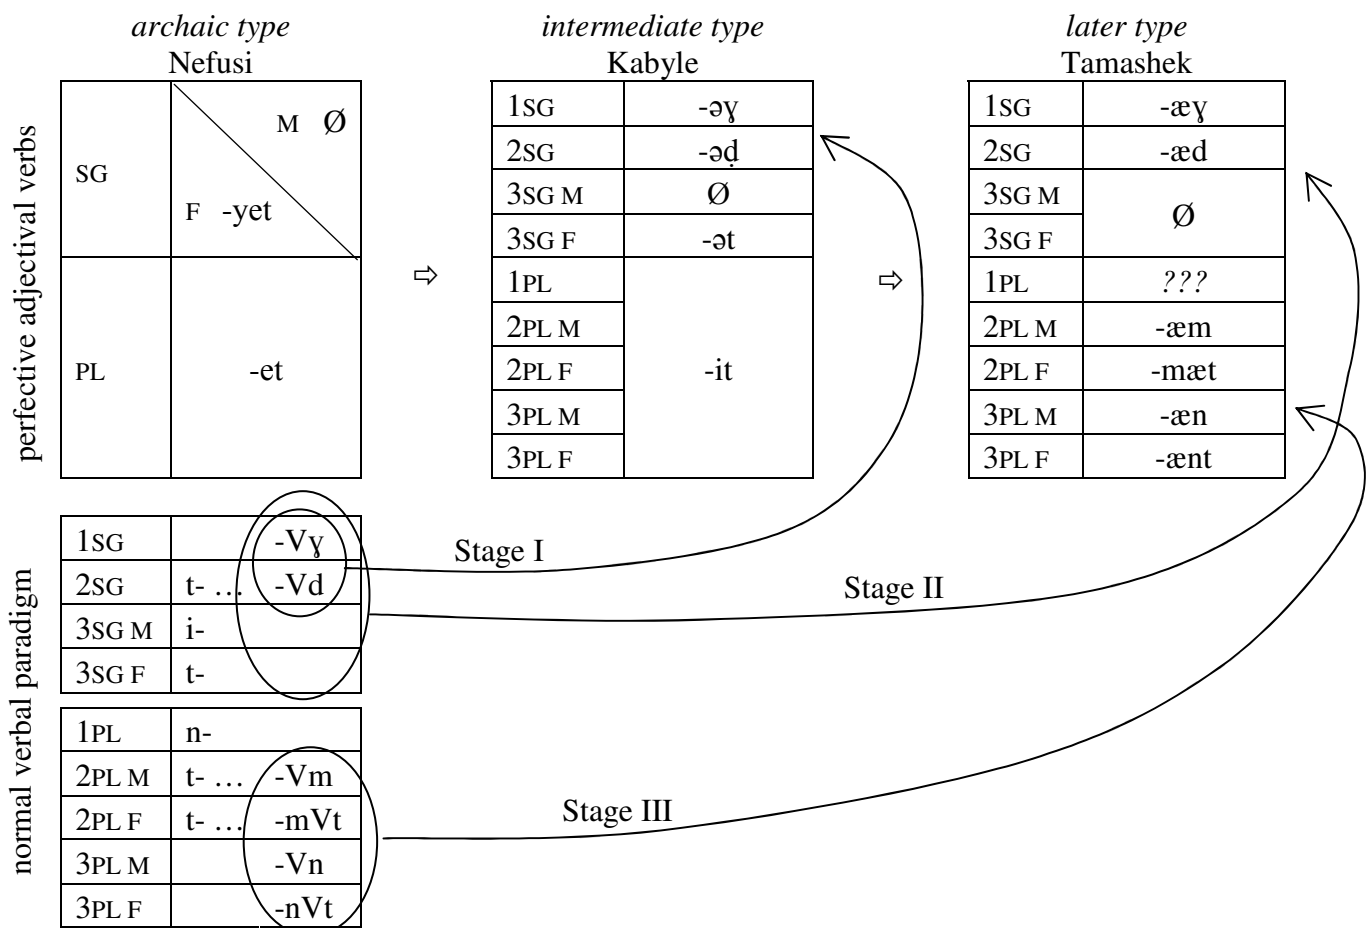 archaic type intermediate type later type
Nefusi Kabyle Tamashek
perfective adjectival verbs
SG M Ø
F -yet
PL -et
⇨
1SG -əɣ
2SG -əḍ
3SG M Ø
3SG F -ət
1PL
2PL M
2PL F -it
3PL M
3PL F
⇨
1SG -æɣ
2SG -æd
3SG M Ø
3SG F
1PL ???
2PL M -æm
2PL F -mæt
3PL M -æn
3PL F -ænt
normal verbal paradigm
1SG -Vɣ
2SG t- … -Vd
3SG M i-
3SG F t-
1PL n-
2PL M t- … -Vm
2PL F t- … -mVt
3PL M -Vn
3PL F -nVt
Stage I
Stage II
Stage III